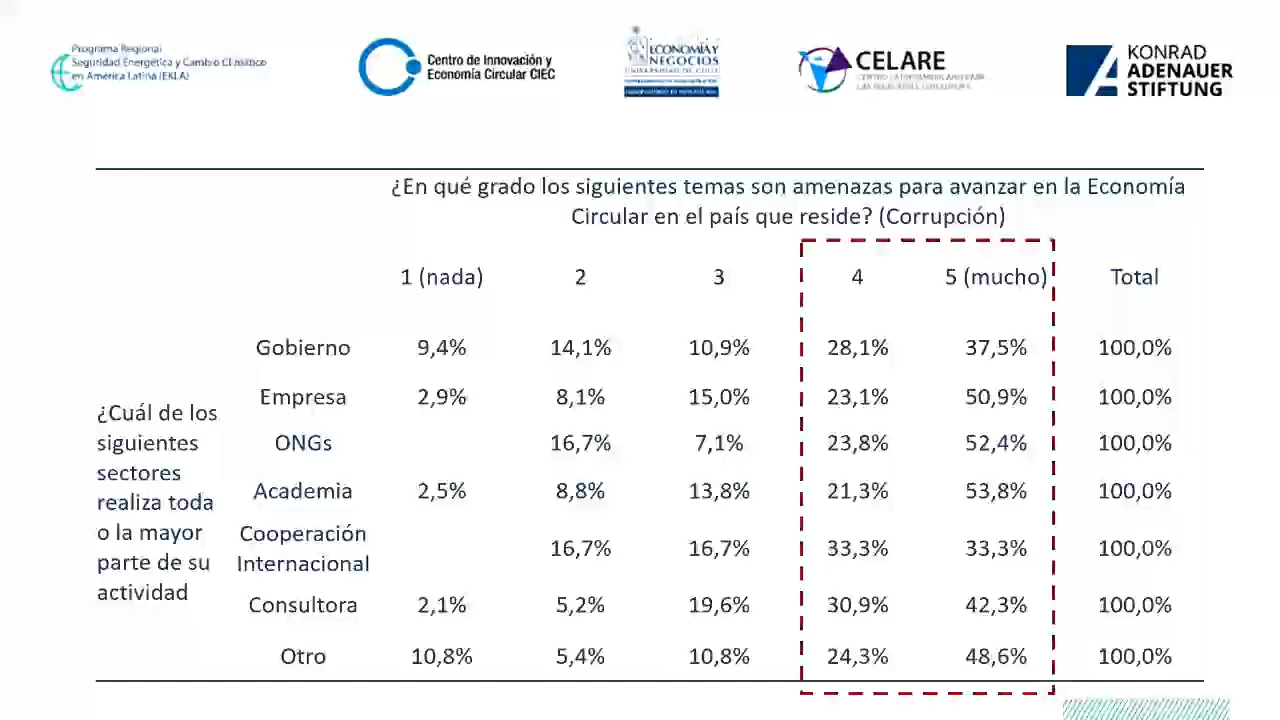 Programa Regional
Seguridad Energética y Cambio Climático
en América Latina (EKLA)
Centro de Innovación y
Economía Circular CIEC
ECONOMÍA Y
NEGOCIOS
UNIVERSIDAD DE CHILE
CELARE
KONRAD
ADENAUER
STIFTUNG
¿En qué grado los siguientes temas son amenazas para avanzar en la Economía
Circular en el país que reside? (Corrupción)
1 (nada) 2 3 4 5 (mucho) Total
¿Cuál de los
siguientes
sectores
realiza toda
o la mayor
parte de su
actividad
Gobierno 9,4% 14,1% 10,9% 28,1% 37,5% 100,0%
Empresa 2,9% 8,1% 15,0% 23,1% 50,9% 100,0%
ONGs 16,7% 7,1% 23,8% 52,4% 100,0%
Academia 2,5% 8,8% 13,8% 21,3% 53,8% 100,0%
Cooperación
Internacional 16,7% 16,7% 33,3% 33,3% 100,0%
Consultora 2,1% 5,2% 19,6% 30,9% 42,3% 100,0%
Otro 10,8% 5,4% 10,8% 24,3% 48,6% 100,0%